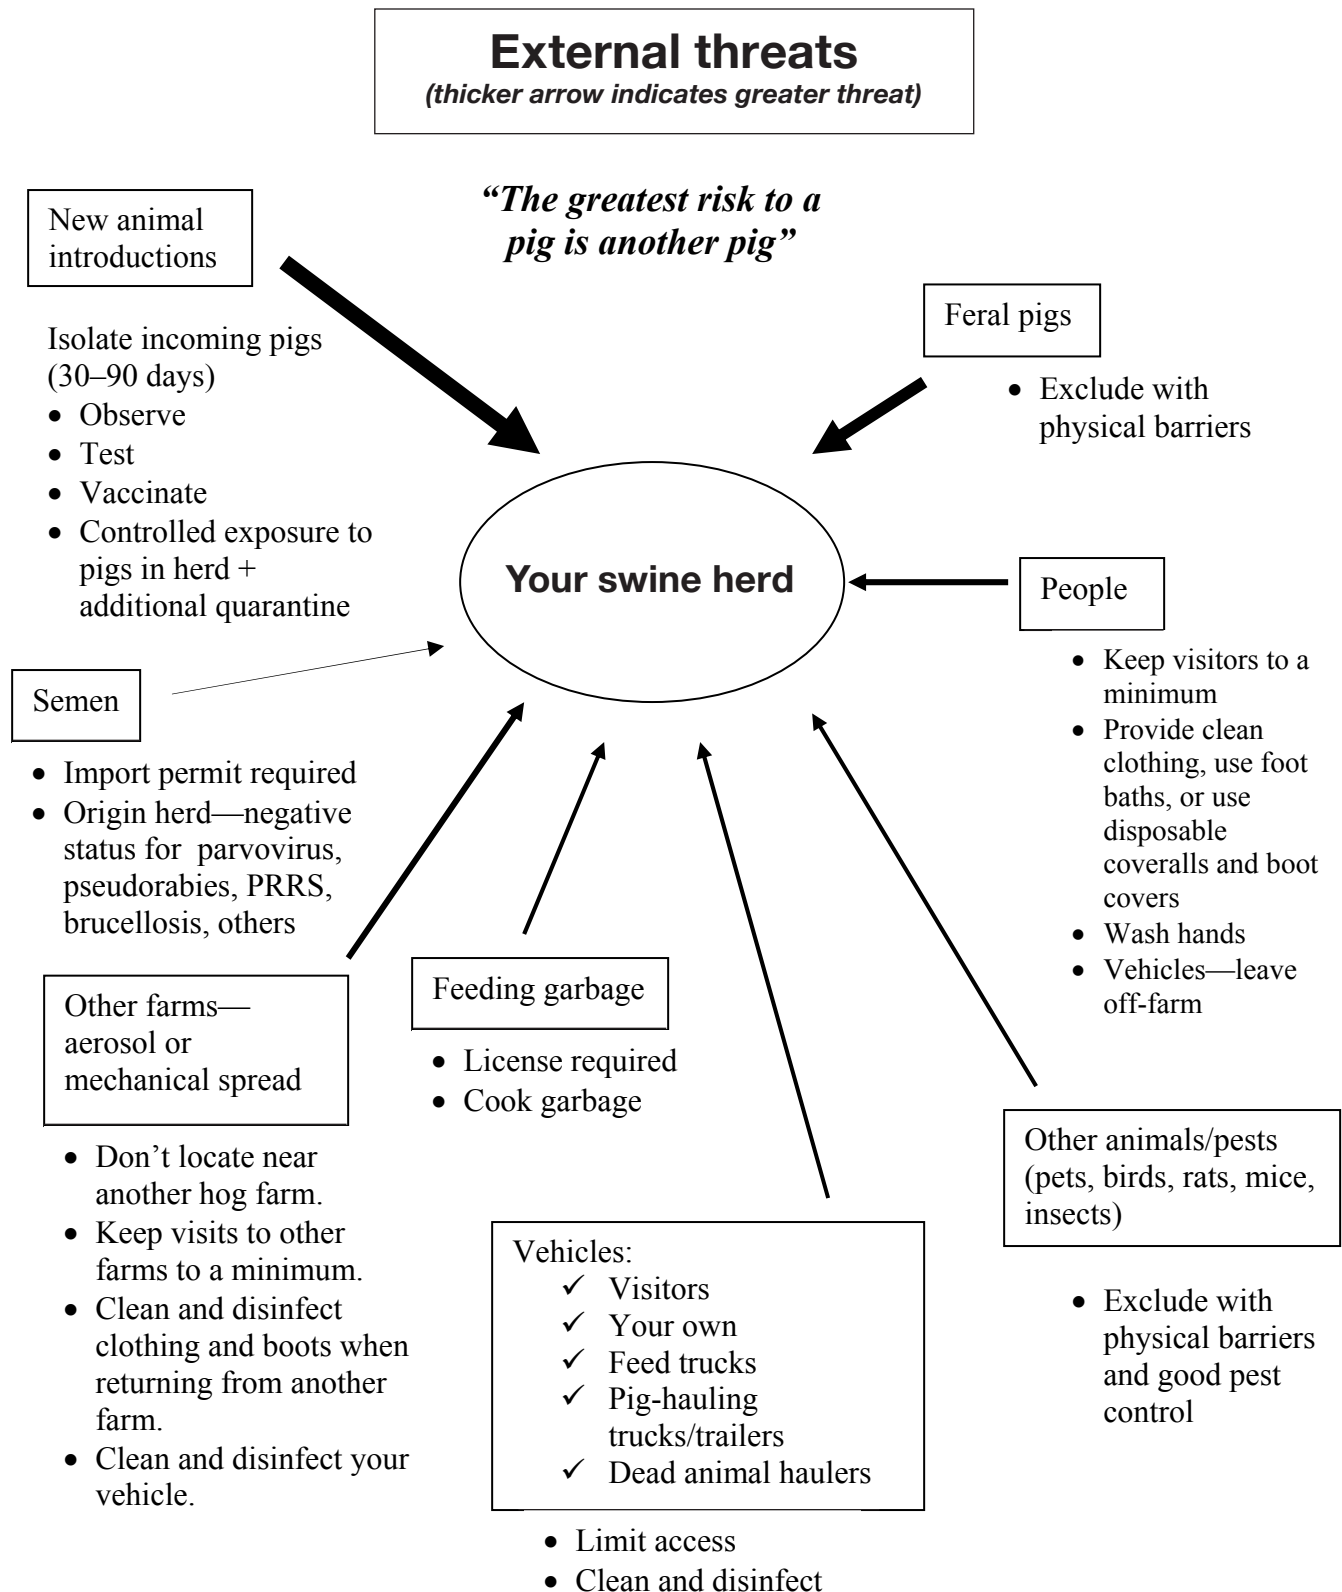 External threats
(thicker arrow indicates greater threat)
“The greatest risk to a
pig is another pig”
New animal
introductions
Isolate incoming pigs
(30–90 days)
• Observe
• Test
• Vaccinate
• Controlled exposure to
pigs in herd +
additional quarantine
Feral pigs
• Exclude with
physical barriers
Your swine herd
People
• Keep visitors to a
minimum
• Provide clean
clothing, use foot
baths, or use
disposable
coveralls and boot
covers
• Wash hands
• Vehicles—leave
off-farm
Semen
• Import permit required
• Origin herd—negative
status for parvovirus,
pseudorabies, PRRS,
brucellosis, others
Other farms—
aerosol or
mechanical spread
• Don’t locate near
another hog farm.
• Keep visits to other
farms to a minimum.
• Clean and disinfect
clothing and boots when
returning from another
farm.
• Clean and disinfect your
vehicle.
Feeding garbage
• License required
• Cook garbage
Vehicles:
✓ Visitors
✓ Your own
✓ Feed trucks
✓ Pig-hauling
trucks/trailers
✓ Dead animal haulers
• Limit access
• Clean and disinfect
Other animals/pests
(pets, birds, rats, mice,
insects)
• Exclude with
physical barriers
and good pest
control